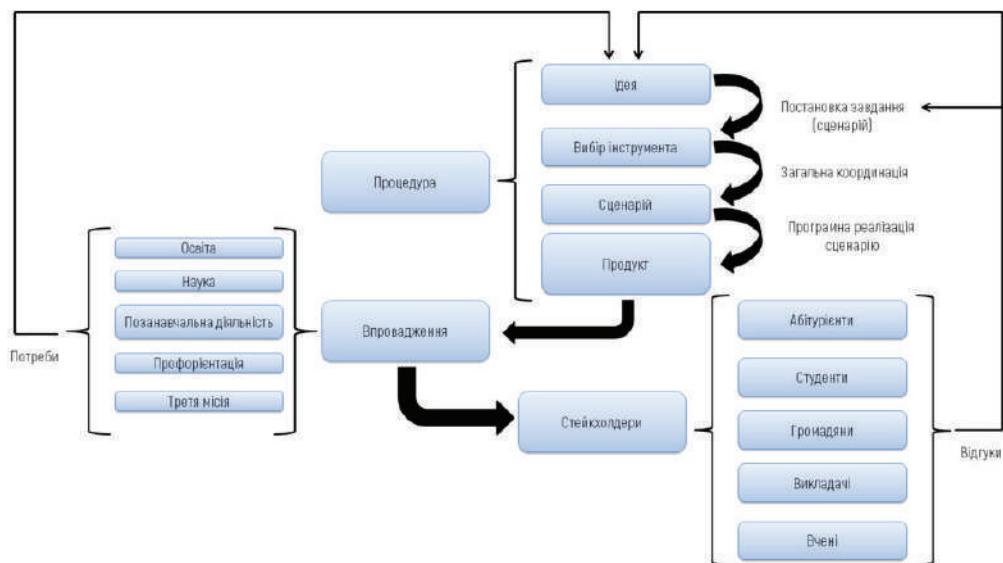 Ідея
Постановка завдання
(сценарій)
Вибір інструмента
Загальна координація
Процедура
Сценарій
Програмна реалізація
сценарію
Продукт
Освіта
Наука
Позанавчальна діяльність
Профорієнтація
Третя місія
Потреби
Впровадження
Стейкхолдери
Абітурієнти
Студенти
Громадяни
Викладачі
Вчені
Відгуки